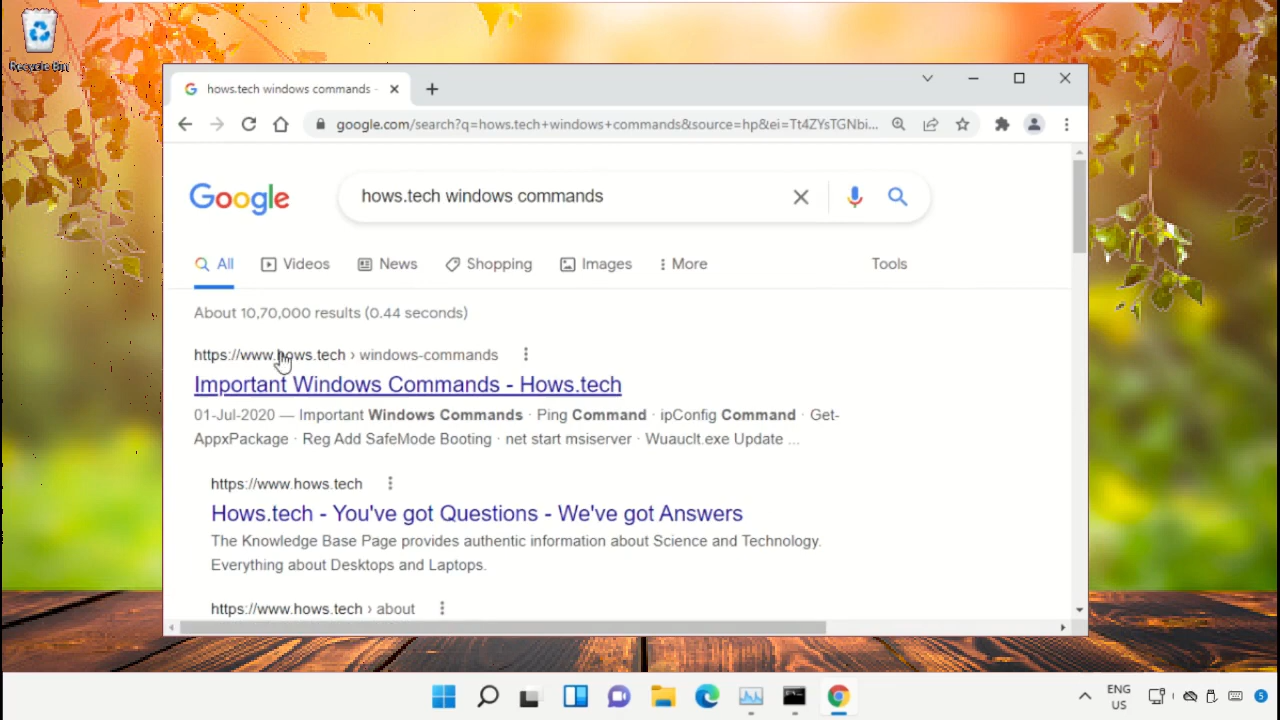 Recycle Bin
hows.tech windows commands -
google.com/search?q=hows.tech+windows+commands&source=hp&ei=Tt4ZYsTGNbi...
Google
hows.tech windows commands
All Videos News Shopping Images More Tools
About 10,70,000 results (0.44 seconds)
https://www.hows.tech › windows-commands
Important Windows Commands - Hows.tech
01-Jul-2020 — Important Windows Commands · Ping Command · ipConfig Command · Get-
AppxPackage · Reg Add SafeMode Booting · net start msiserver · Wuauclt.exe Update ...
https://www.hows.tech
Hows.tech - You've got Questions - We've got Answers
The Knowledge Base Page provides authentic information about Science and Technology.
Everything about Desktops and Laptops.
https://www.hows.tech › about
ENG
US
5